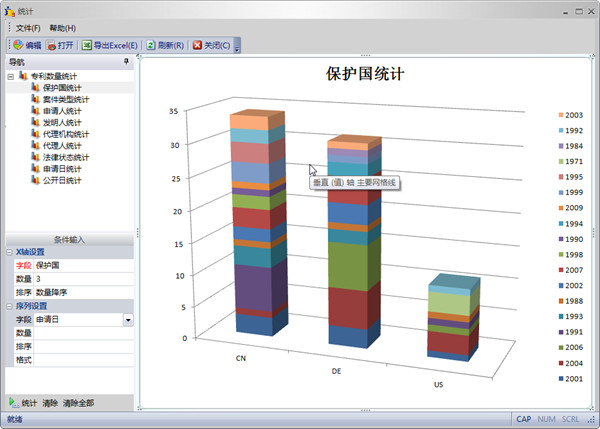 统计
文件(F) 帮助(H)
编辑 打开 导出Excel(E) 刷新(R) 关闭(C)
导航
专利数量统计
保护国统计
案件类型统计
申请人统计
发明人统计
代理机构统计
代理人统计
法律状态统计
申请日统计
公开日统计
条件输入
X轴设置
字段 保护国
数量 3
排序 数量降序
序列设置
字段 申请日
数量
排序
格式
统计 清除 清除全部
保护国统计
35
30
25
20
15
10
5
0
CN
DE
US
垂直 (值) 轴 主要网格线
2003
1992
1984
1971
1995
1999
2009
1994
1990
1998
2007
2002
1988
1993
1991
2006
2004
2001
就绪
CAP NUM SCRL